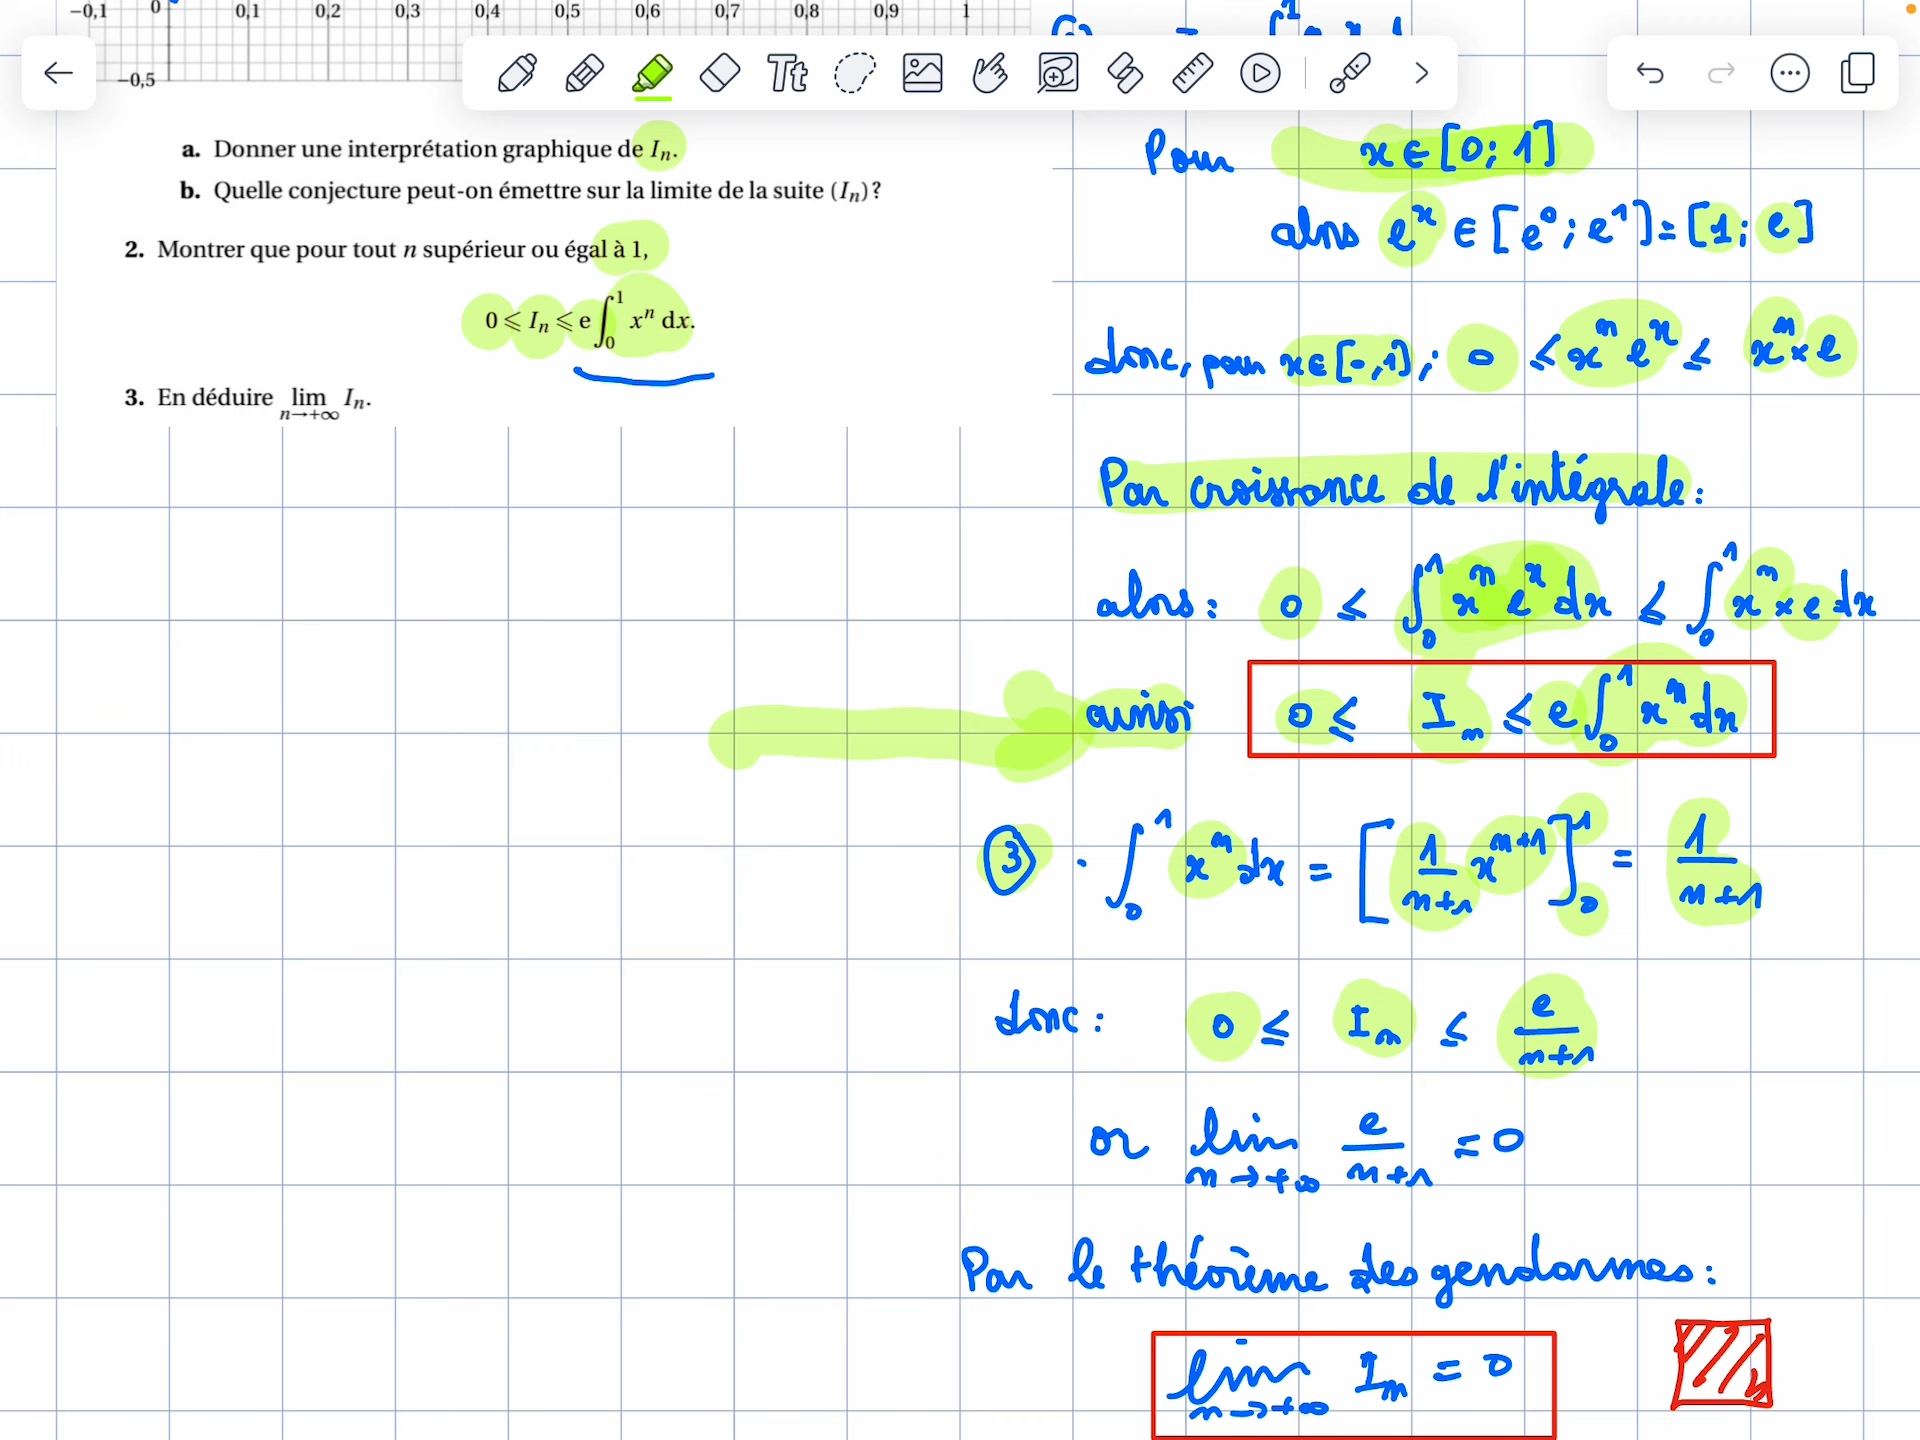 −0,1 0 0,1 0,2 0,3 0,4 0,5 0,6 0,7 0,8 0,9 1
−0,5
Tt
a. Donner une interprétation graphique de Iₙ.
b. Quelle conjecture peut-on émettre sur la limite de la suite (Iₙ) ?
2. Montrer que pour tout n supérieur ou égal à 1,
0 ⩽ Iₙ ⩽ e ∫₀¹ xⁿ dx.
3. En déduire lim Iₙ.
n→+∞
Pour x ∈ [0; 1]
alors eˣ ∈ [e⁰; e¹] = [1; e]
donc, pour x ∈ [0,1]; 0 ≤ xⁿ eˣ ≤ xⁿ × e
Par croissance de l'intégrale :
alors : 0 ≤ ∫₀¹ xⁿ eˣ dx ≤ ∫₀¹ xⁿ × e dx
ainsi 0 ≤ Iₙ ≤ e ∫₀¹ xⁿ dx
③ · ∫₀¹ xⁿ dx = [1/(n+1) xⁿ⁺¹]₀¹ = 1/(n+1)
donc : 0 ≤ Iₙ ≤ e/(n+1)
or lim e/(n+1) = 0
n→+∞
Par le théorème des gendarmes :
lim Iₙ = 0
n→+∞